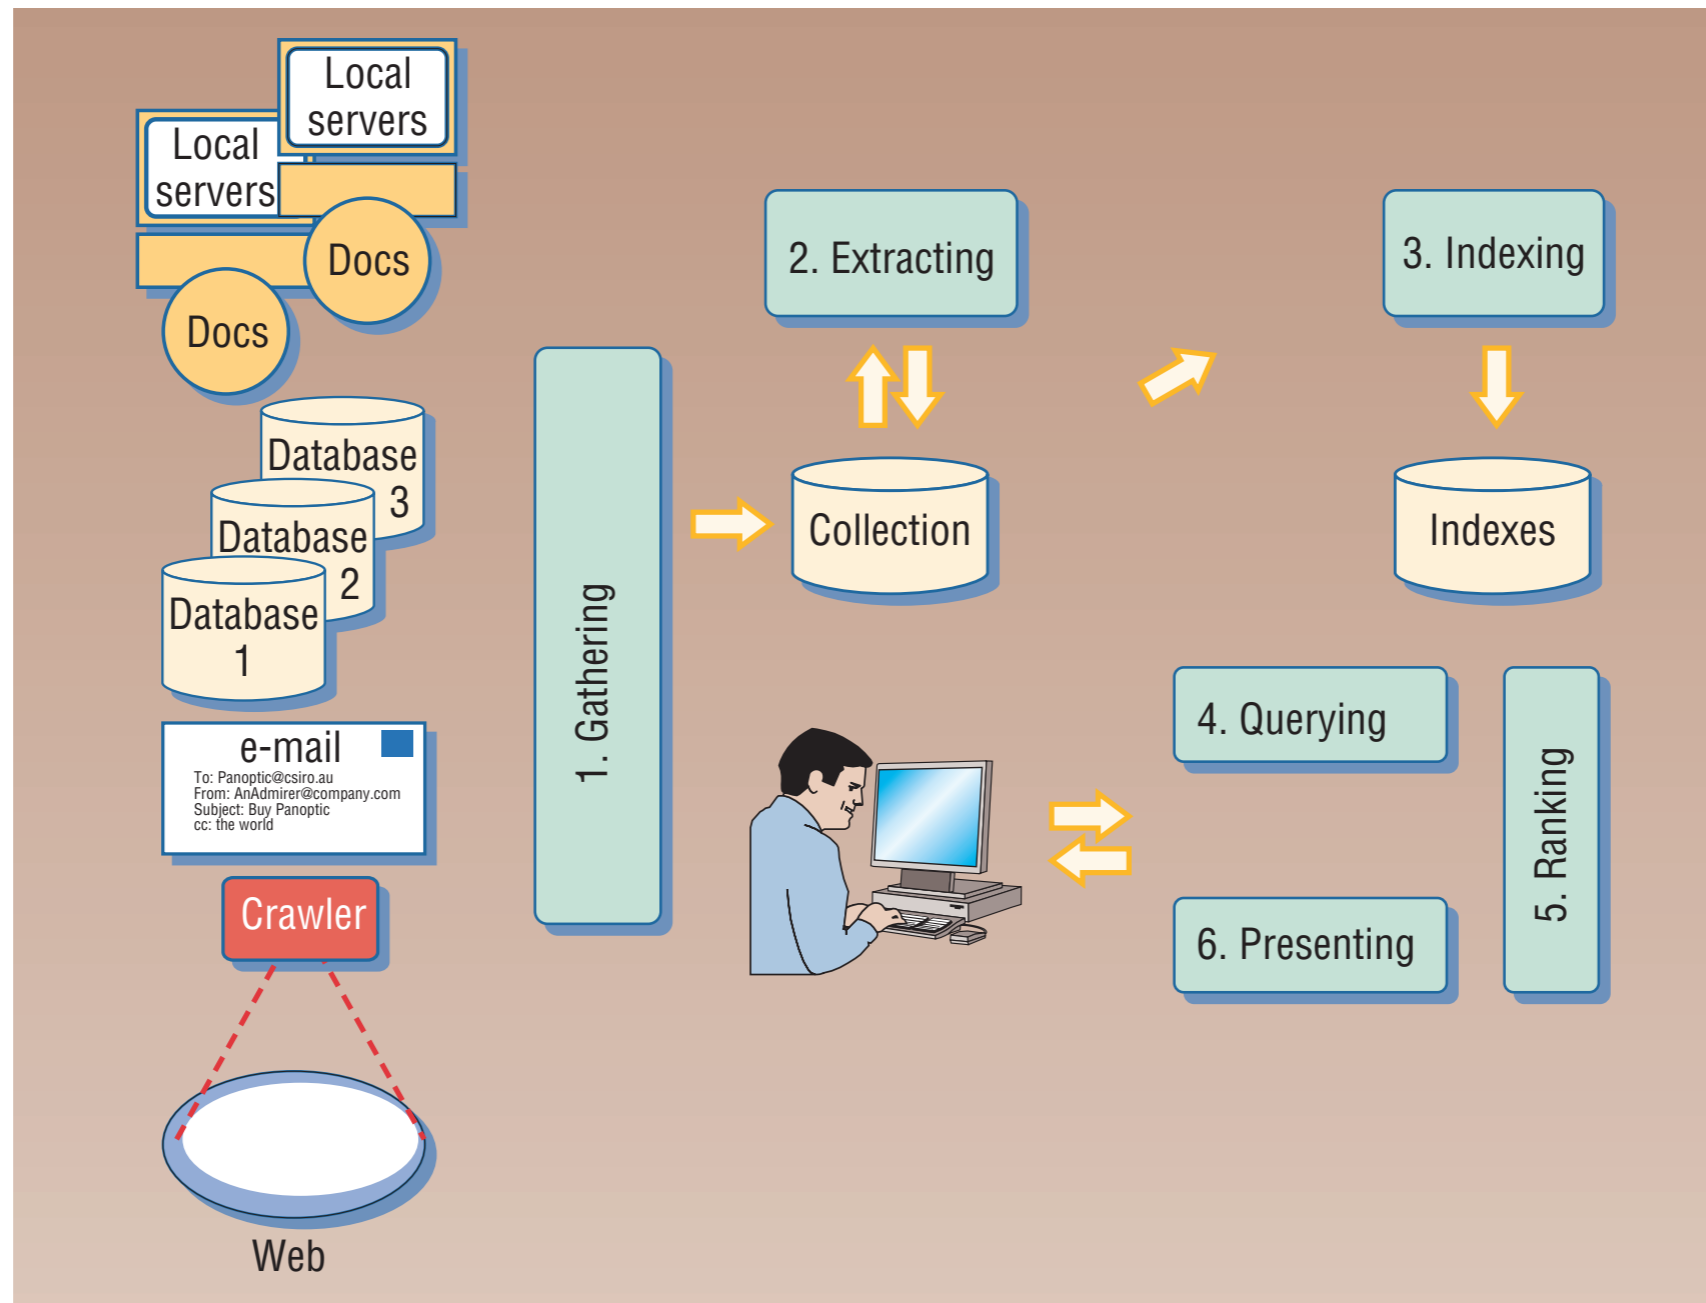 Local
servers
Local
servers
Docs
Docs
Database
3
Database
2
Database
1
e-mail
To: Panoptic@csiro.au
From: AnAdmirer@company.com
Subject: Buy Panoptic
cc: the world
Crawler
Web
1. Gathering
2. Extracting
Collection
3. Indexing
Indexes
4. Querying
5. Ranking
6. Presenting